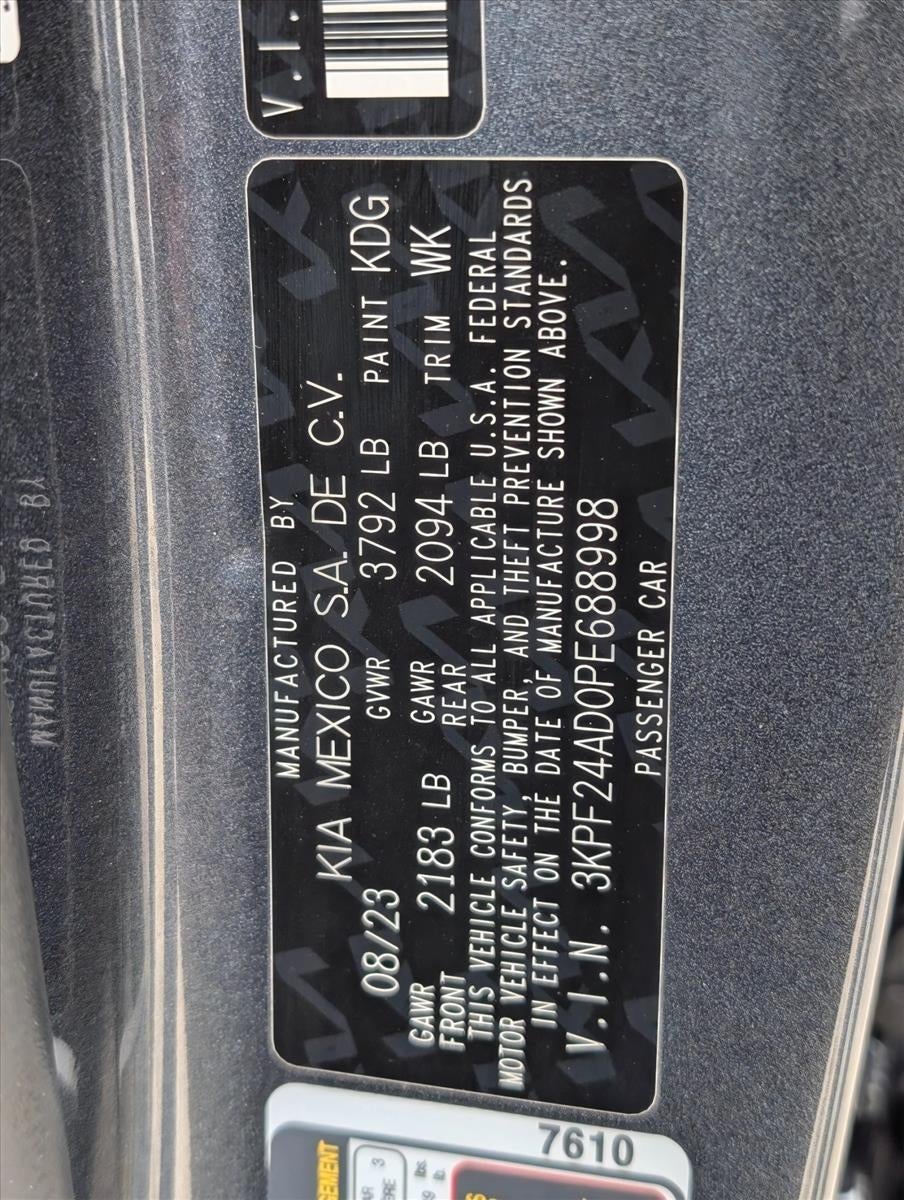 V.I.
MANUFACTURED BY
KIA MEXICO S.A. DE C.V.
08/23 GVWR 3792 LB PAINT KDG
GAWR FRONT 2183 LB GAWR REAR 2094 LB TRIM WK
THIS VEHICLE CONFORMS TO ALL APPLICABLE U.S.A. FEDERAL
MOTOR VEHICLE SAFETY, BUMPER, AND THEFT PREVENTION STANDARDS
IN EFFECT ON THE DATE OF MANUFACTURE SHOWN ABOVE.
V.I.N. 3KPF24AD0PE688998
PASSENGER CAR
7610
MANUFACTURED BY